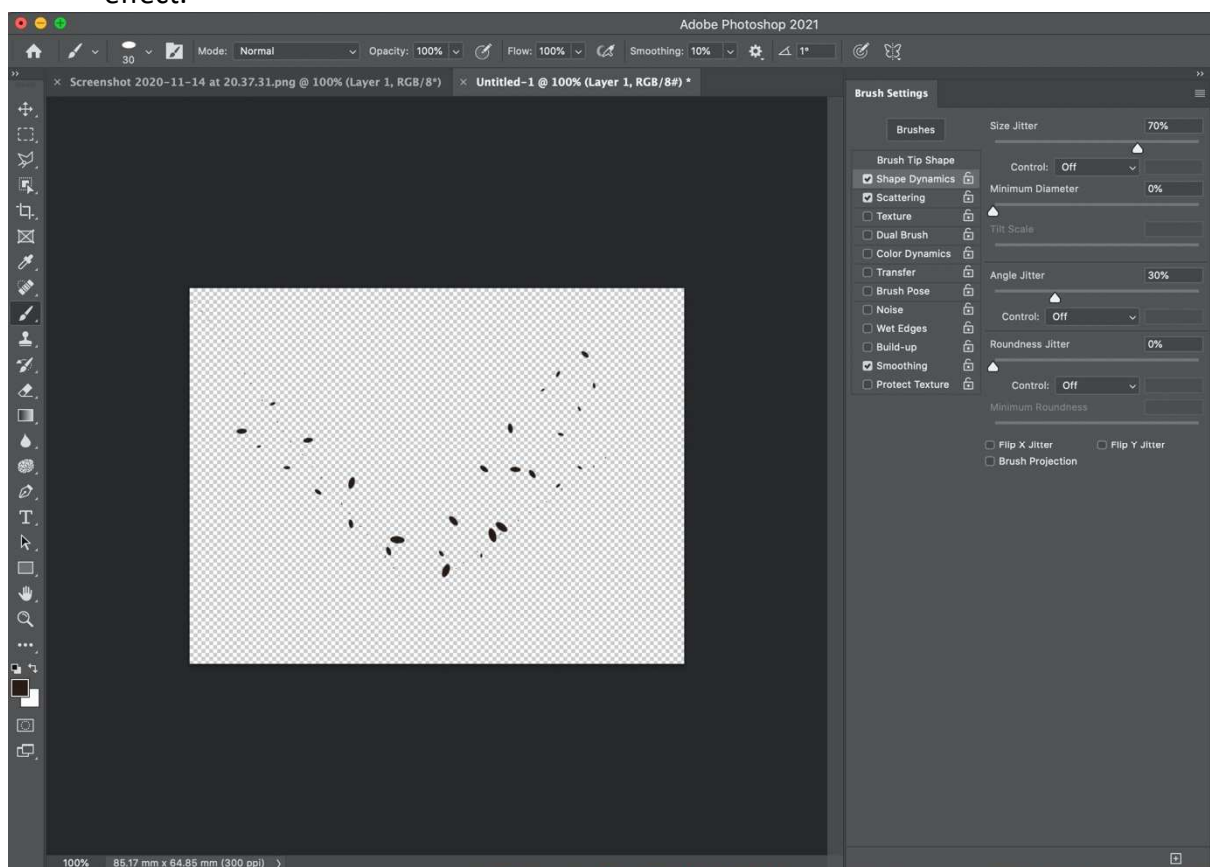 effect.
Adobe Photoshop 2021
30 Mode: Normal Opacity: 100% Flow: 100% Smoothing: 10% 1°
× Screenshot 2020-11-14 at 20.37.31.png @ 100% (Layer 1, RGB/8*) × Untitled-1 @ 100% (Layer 1, RGB/8#) *
Brush Settings
Brushes
Brush Tip Shape
Shape Dynamics
Scattering
Texture
Dual Brush
Color Dynamics
Transfer
Brush Pose
Noise
Wet Edges
Build-up
Smoothing
Protect Texture
Size Jitter 70%
Control: Off
Minimum Diameter 0%
Tilt Scale
Angle Jitter 30%
Control: Off
Roundness Jitter 0%
Control: Off
Minimum Roundness
Flip X Jitter Flip Y Jitter
Brush Projection
100% 85.17 mm x 64.85 mm (300 ppi)